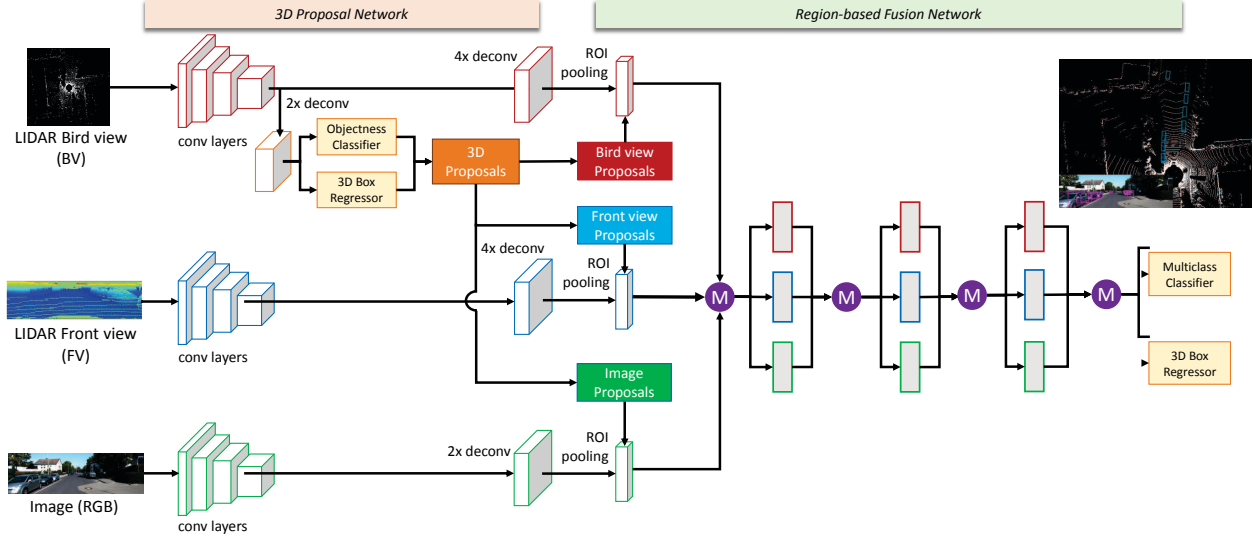 3D Proposal Network
Region-based Fusion Network
4x deconv
ROI
pooling
2x deconv
LIDAR Bird view
(BV)
conv layers
Objectness
Classifier
3D Box
Regressor
3D
Proposals
Bird view
Proposals
Front view
Proposals
4x deconv
ROI
pooling
LIDAR Front view
(FV)
conv layers
M
M
M
M
Multiclass
Classifier
3D Box
Regressor
Image
Proposals
2x deconv
ROI
pooling
Image (RGB)
conv layers